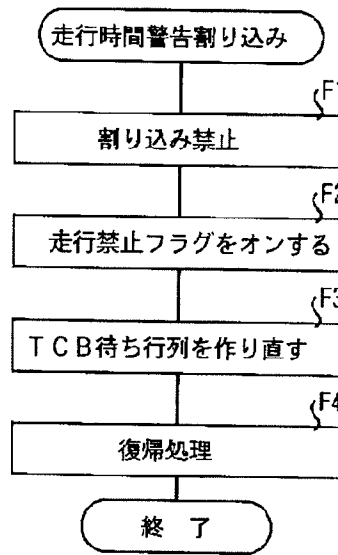 走行時間警告割り込み
F1
割り込み禁止
F2
走行禁止フラグをオンする
F3
TCB待ち行列を作り直す
F4
復帰処理
終 了